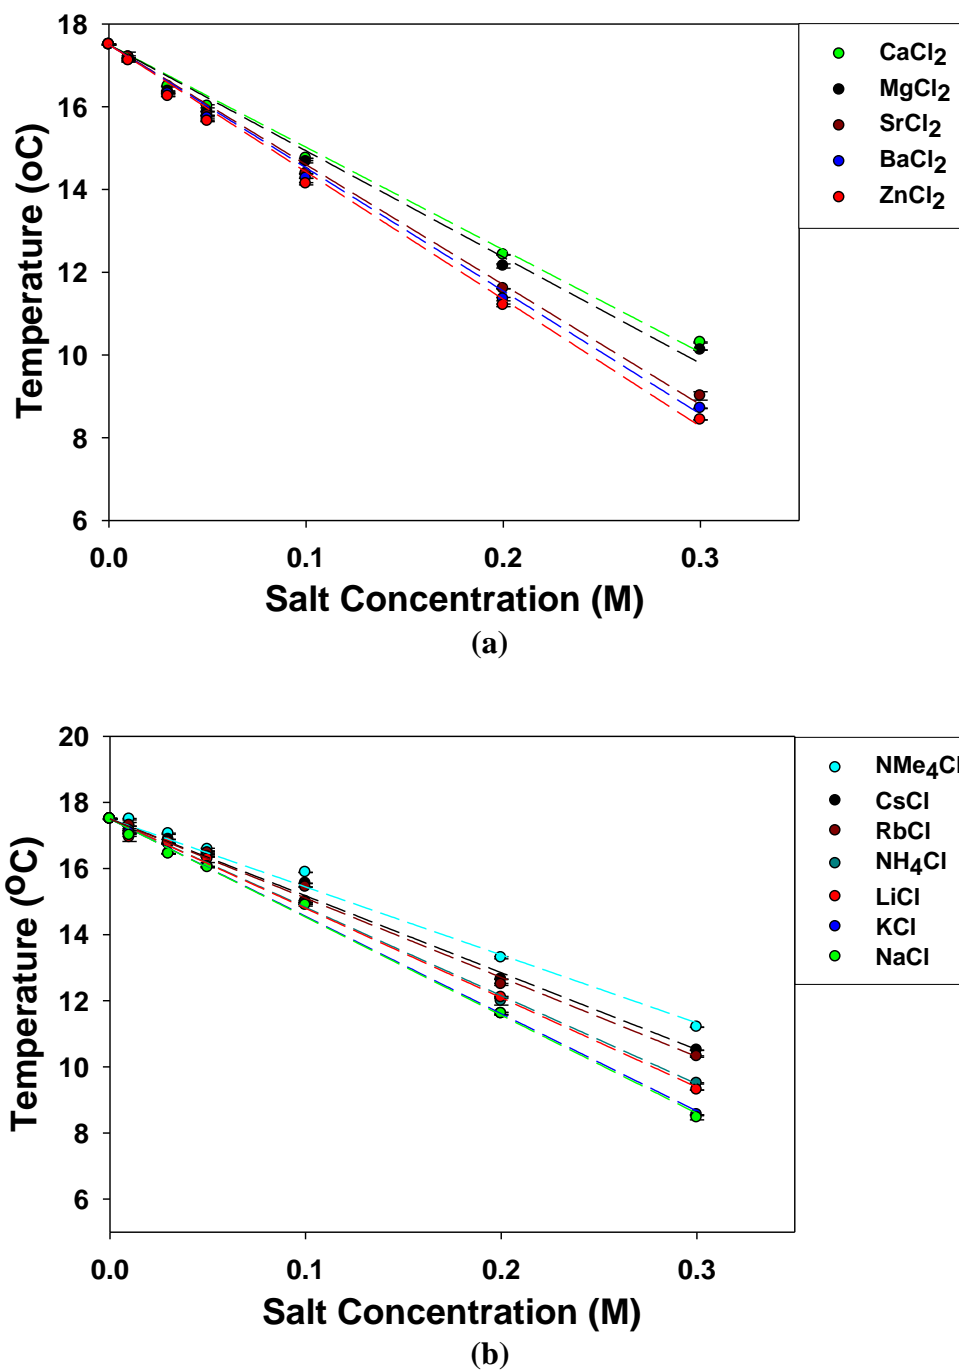 18
16
14
12
10
8
6
Temperature (oC)
0.0 0.1 0.2 0.3
Salt Concentration (M)
CaCl2
MgCl2
SrCl2
BaCl2
ZnCl2
(a)
20
18
16
14
12
10
8
6
Temperature (ºC)
0.0 0.1 0.2 0.3
Salt Concentration (M)
NMe4Cl
CsCl
RbCl
NH4Cl
LiCl
KCl
NaCl
(b)